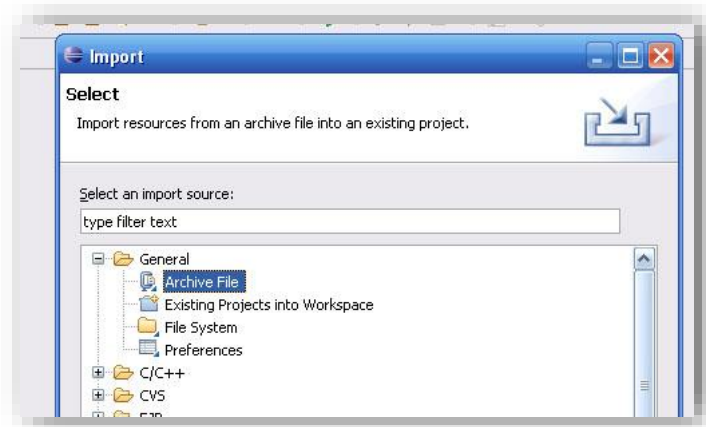 Import
Select
Import resources from an archive file into an existing project.
Select an import source:
type filter text
General
Archive File
Existing Projects into Workspace
File System
Preferences
C/C++
CVS